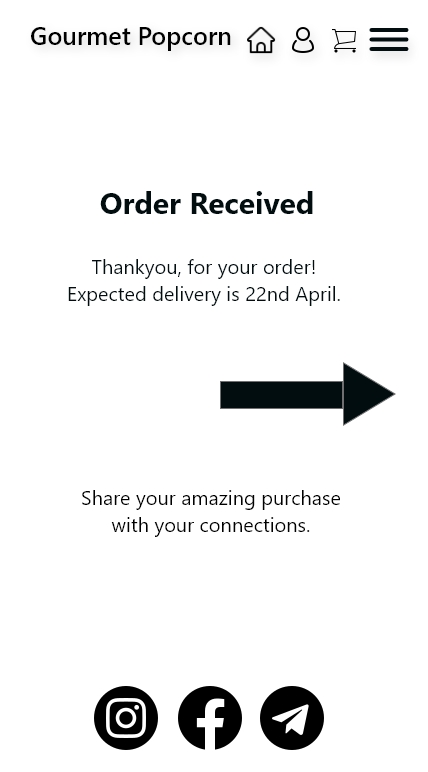 Gourmet Popcorn
Order Received
Thankyou, for your order!
Expected delivery is 22nd April.
Share your amazing purchase
with your connections.